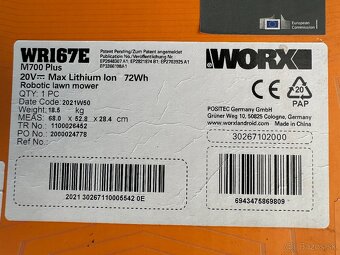 European
Commission
WR167E
M700 Plus
Patent Pending/Zum Patent angemeldet
20V⎓ Max Lithium Ion 72Wh
Robotic lawn mower
QTY: 1 PC
Date Code: 2021W50
Weight: 18.5 kg
MEAS: 68.0 x 52.8 x 28.4 cm
TR No: 1100026452
PO No: 2000024778
Ref No:
WORX
20
PAP
POSITEC Germany GmbH
Grüner Weg 10, 50825 Cologne, Germany
www.worxlandroid.com
Made in China
30267102000
2021 30267110005542 0E
6943475869809